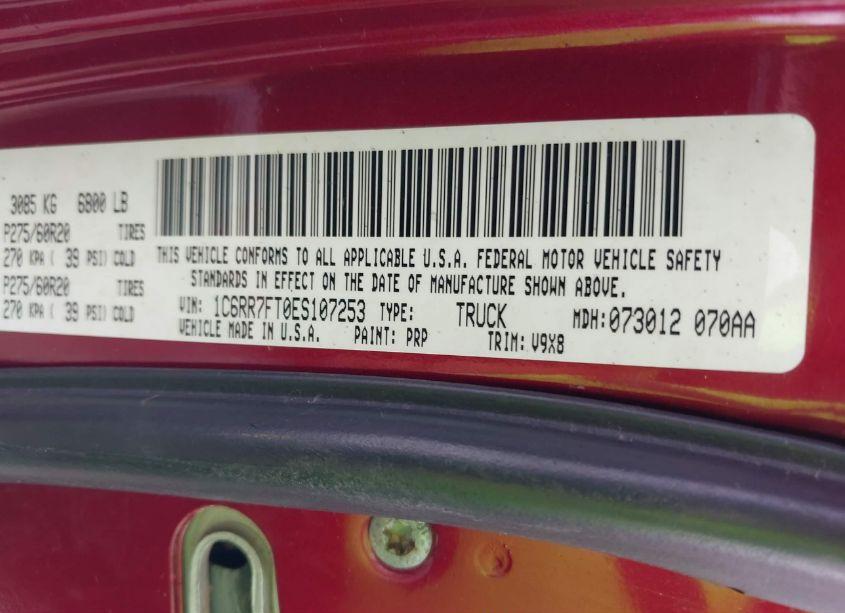 3085 KG 6800 LB
P275/60R20 TIRES
270 KPA ( 39 PSI) COLD
P275/60R20 TIRES
270 KPA ( 39 PSI) COLD
THIS VEHICLE CONFORMS TO ALL APPLICABLE U.S.A. FEDERAL MOTOR VEHICLE SAFETY
STANDARDS IN EFFECT ON THE DATE OF MANUFACTURE SHOWN ABOVE.
VIN: 1C6RR7FT0ES107253 TYPE: TRUCK MDH:073012 070AA
VEHICLE MADE IN U.S.A. PAINT: PRP TRIM: V9X8